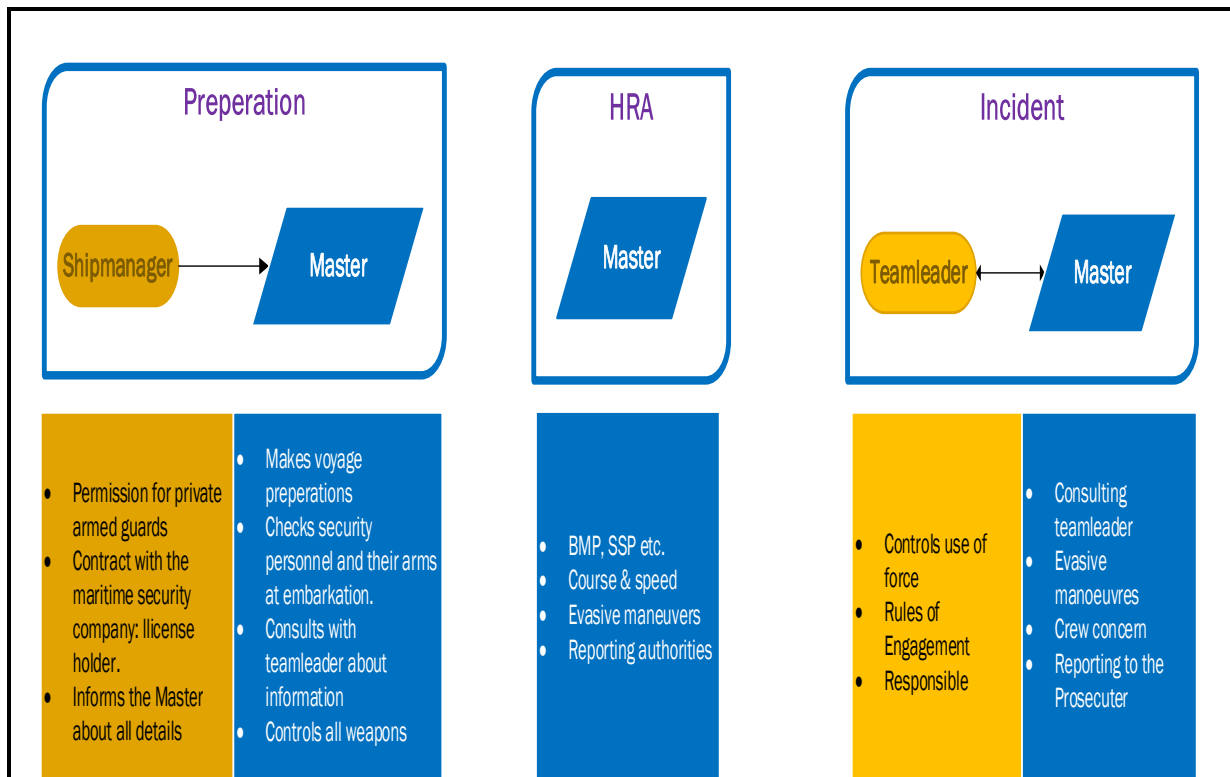 Preperation
Shipmanager
Master
HRA
Master
Incident
Teamleader
Master
• Permission for private
armed guards
• Contract with the
maritime security
company: llicense
holder.
• Informs the Master
about all details
• Makes voyage
preperations
• Checks security
personnel and their arms
at embarkation.
• Consults with
teamleader about
information
• Controls all weapons
• BMP, SSP etc.
• Course & speed
• Evasive maneuvers
• Reporting authorities
• Controls use of
force
• Rules of
Engagement
• Responsible
• Consulting
teamleader
• Evasive
manoeuvres
• Crew concern
• Reporting to the
Prosecuter